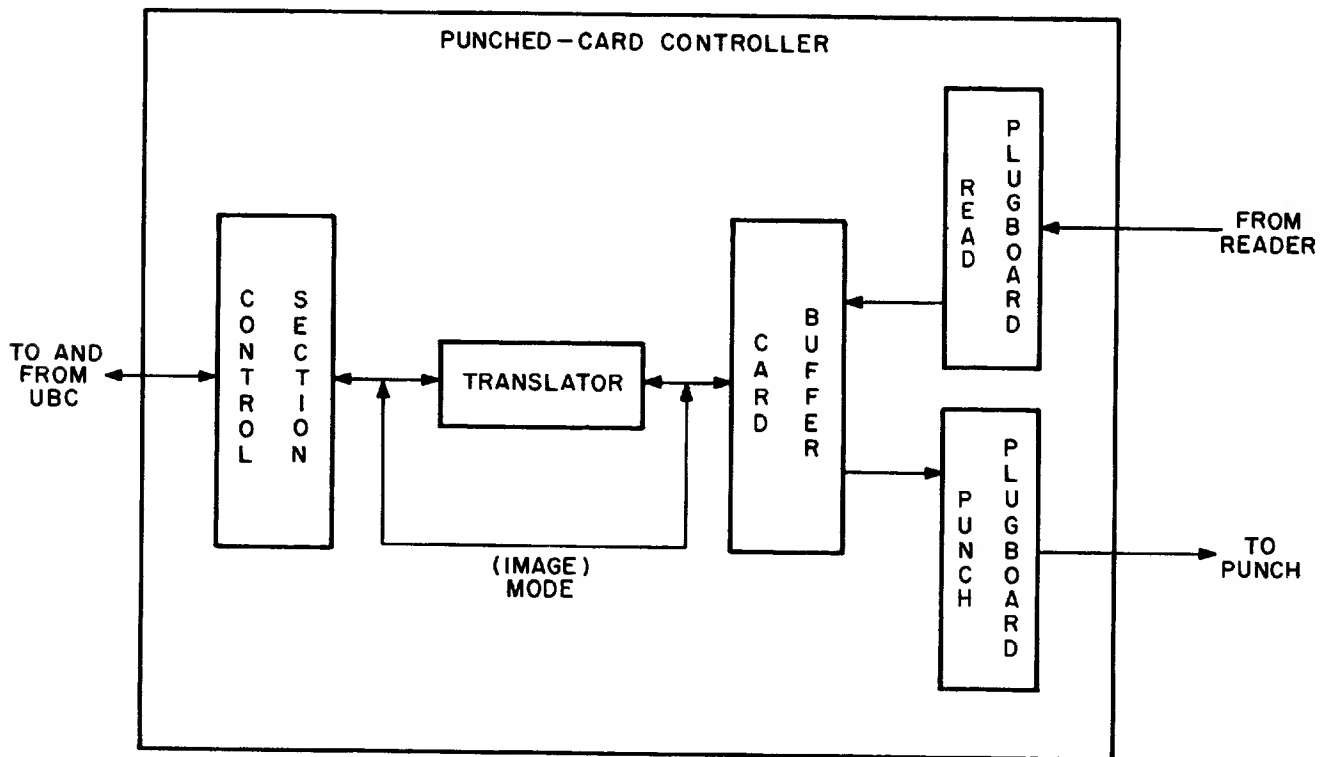 PUNCHED-CARD CONTROLLER
TO AND
FROM
UBC
CONTROL
SECTION
TRANSLATOR
(IMAGE)
MODE
CARD
BUFFER
READ
PLUGBOARD
FROM
READER
PUNCH
PLUGBOARD
TO
PUNCH